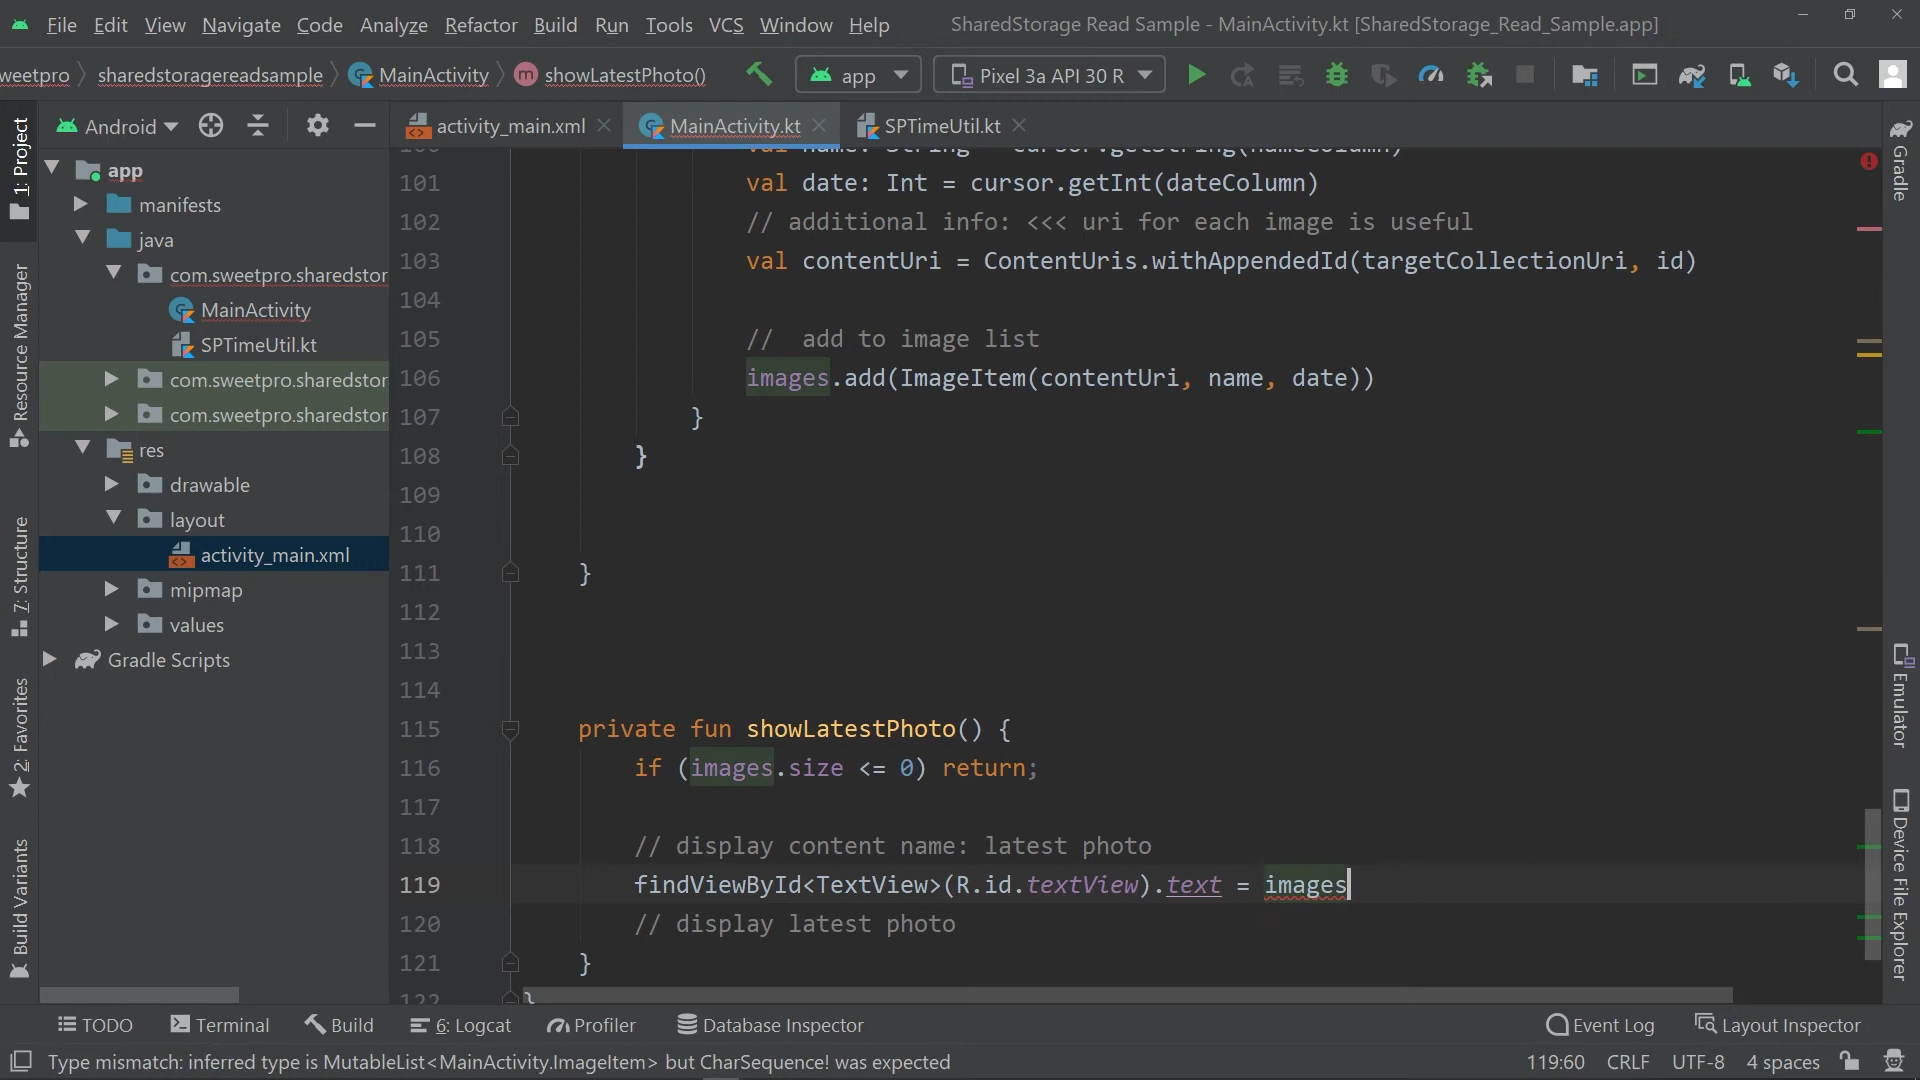 File Edit View Navigate Code Analyze Refactor Build Run Tools VCS Window Help SharedStorage Read Sample - MainActivity.kt [SharedStorage_Read_Sample.app]
weetpro sharedstoragereadsample MainActivity m showLatestPhoto() app Pixel 3a API 30 R
Android
activity_main.xml MainActivity.kt SPTimeUtil.kt
1: Project
Resource Manager
7: Structure
2: Favorites
Build Variants
app
manifests
java
com.sweetpro.sharedstor
MainActivity
SPTimeUtil.kt
com.sweetpro.sharedstor
com.sweetpro.sharedstor
res
drawable
layout
activity_main.xml
mipmap
values
Gradle Scripts
100 val name: String = cursor.getString(nameColumn)
101 val date: Int = cursor.getInt(dateColumn)
102 // additional info: <<< uri for each image is useful
103 val contentUri = ContentUris.withAppendedId(targetCollectionUri, id)
104
105 //  add to image list
106 images.add(ImageItem(contentUri, name, date))
107 }
108 }
109
110
111 }
112
113
114
115 private fun showLatestPhoto() {
116 if (images.size <= 0) return;
117
118 // display content name: latest photo
119 findViewById<TextView>(R.id.textView).text = images
120 // display latest photo
121 }
122 }
Gradle
Emulator
Device File Explorer
TODO Terminal Build 6: Logcat Profiler Database Inspector Event Log Layout Inspector
Type mismatch: inferred type is MutableList<MainActivity.ImageItem> but CharSequence! was expected 119:60 CRLF UTF-8 4 spaces